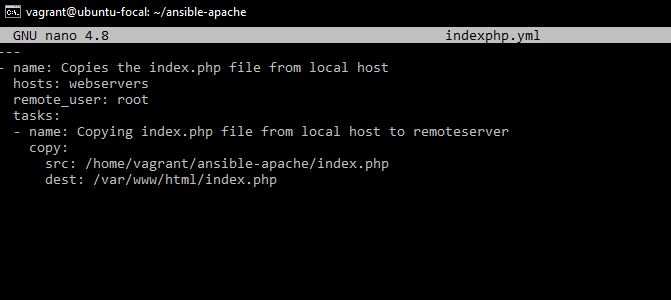 vagrant@ubuntu-focal: ~/ansible-apache
GNU nano 4.8 indexphp.yml
---
- name: Copies the index.php file from local host
  hosts: webservers
  remote_user: root
  tasks:
  - name: Copying index.php file from local host to remoteserver
    copy:
      src: /home/vagrant/ansible-apache/index.php
      dest: /var/www/html/index.php